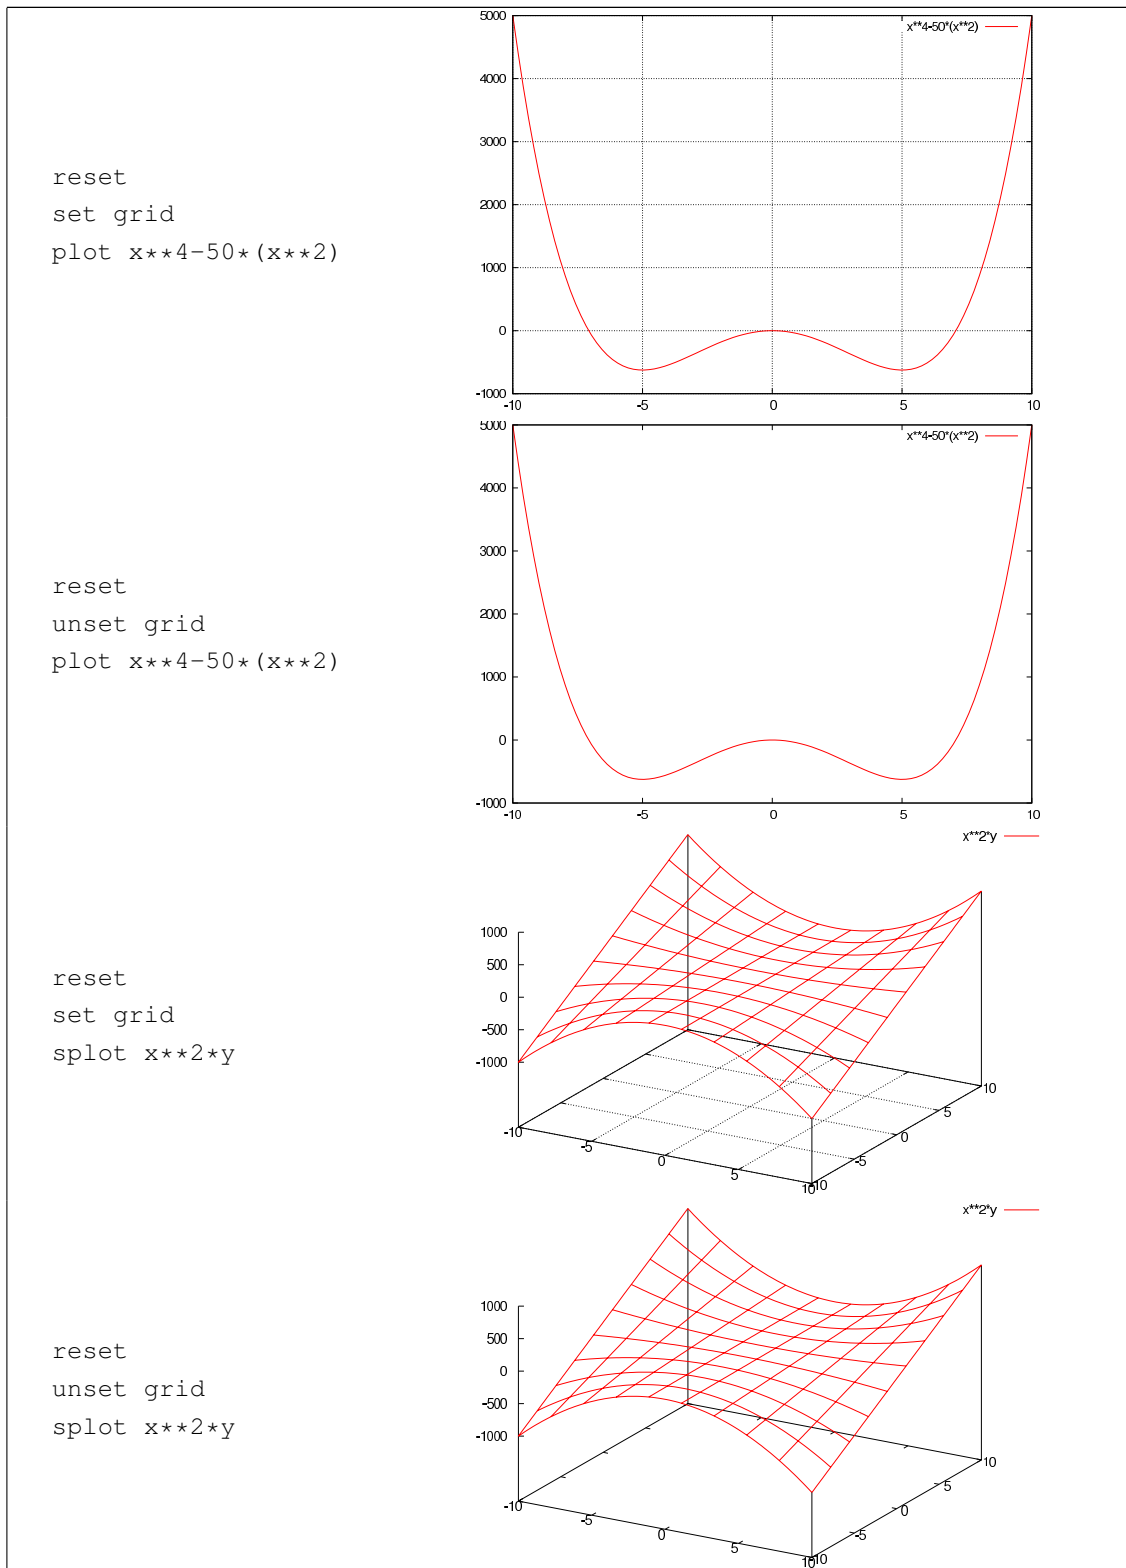 5000
x**4-50*(x**2)
4000
3000
reset
2000
set grid
plot x**4-50*(x**2)
1000
0
-1000
-10 -5 0 5 10
5000
x**4-50*(x**2)
4000
3000
reset
2000
unset grid
plot x**4-50*(x**2)
1000
0
-1000
-10 -5 0 5 10
x**2*y
1000
500
reset
0
set grid
-500
splot x**2*y
-1000
10
5
0
-5
-10
-10 -5 0 5 10
x**2*y
1000
500
reset
0
unset grid
-500
splot x**2*y
-1000
10
5
0
-5
-10
-10 -5 0 5 10